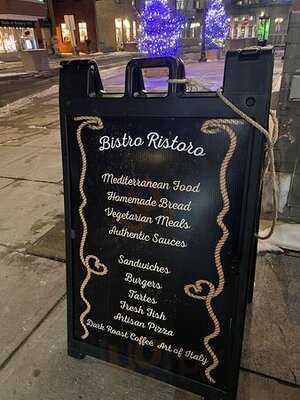 Bistro Ristoro
Mediterranean Food
Homemade Bread
Vegetarian Meals
Authentic Sauces
Sandwiches
Burgers
Tartes
Fresh Fish
Artisan Pizza
Dark Roast Coffee Art of Italy